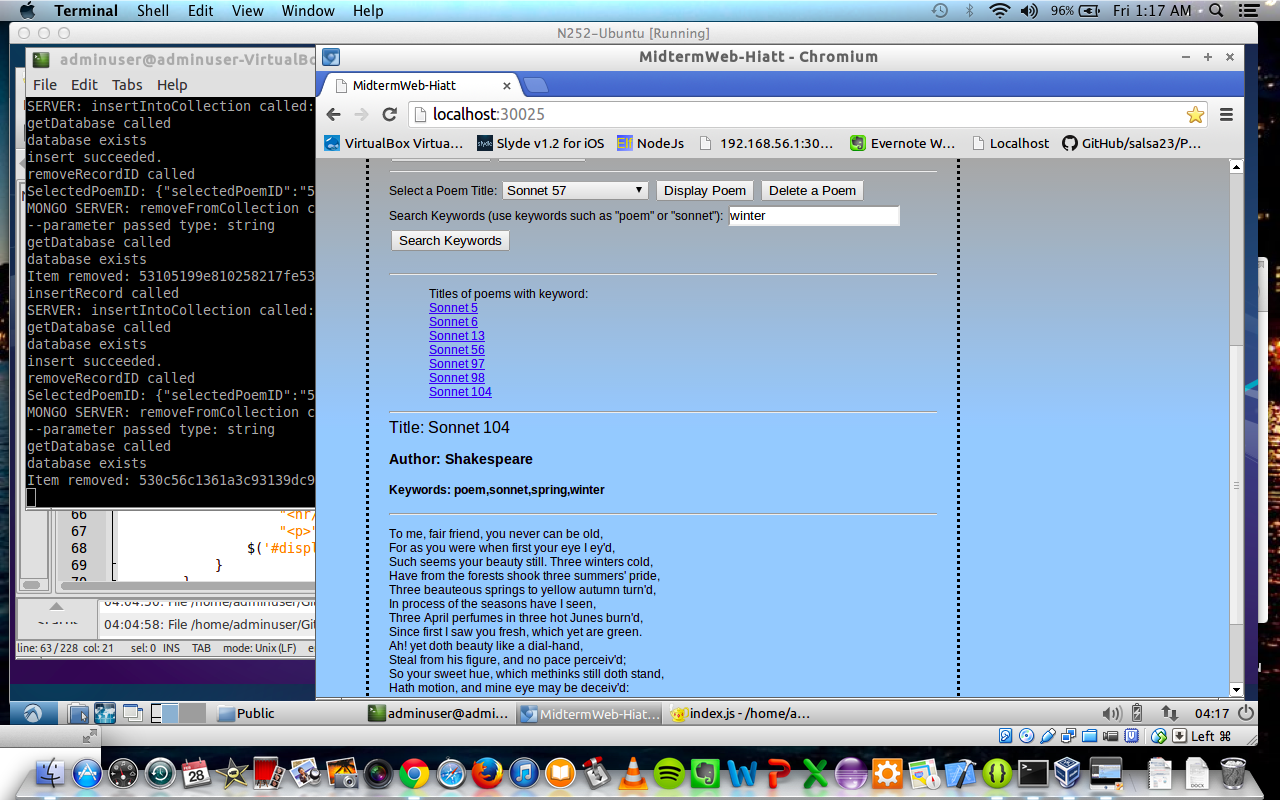 Terminal Shell Edit View Window Help 96% Fri 1:17 AM
N252-Ubuntu [Running]
adminuser@adminuser-VirtualBo
File Edit Tabs Help
SERVER: insertIntoCollection called:
getDatabase called
database exists
insert succeeded.
removeRecordID called
SelectedPoemID: {"selectedPoemID":"5
MONGO SERVER: removeFromCollection c
--parameter passed type: string
getDatabase called
database exists
Item removed: 53105199e810258217fe53
insertRecord called
SERVER: insertIntoCollection called:
getDatabase called
database exists
insert succeeded.
removeRecordID called
SelectedPoemID: {"selectedPoemID":"5
MONGO SERVER: removeFromCollection c
--parameter passed type: string
getDatabase called
database exists
Item removed: 530c56c1361a3c93139dc9
66 "<hr/
67 "<p>'
68 $('#displ
69 }
70 }
04:04:50: File /home/adminuser/Git
04:04:58: File /home/adminuser/Git
line: 63 / 228 col: 21 sel: 0 INS TAB mode: Unix (LF)
MidtermWeb-Hiatt - Chromium
MidtermWeb-Hiatt
localhost:30025
VirtualBox Virtua... Slyde v1.2 for iOS NodeJs 192.168.56.1:30... Evernote W... Localhost GitHub/salsa23/P...
Select a Poem Title: Sonnet 57 Display Poem Delete a Poem
Search Keywords (use keywords such as "poem" or "sonnet"): winter
Search Keywords
Titles of poems with keyword:
Sonnet 5
Sonnet 6
Sonnet 13
Sonnet 56
Sonnet 97
Sonnet 98
Sonnet 104
Title: Sonnet 104
Author: Shakespeare
Keywords: poem,sonnet,spring,winter
To me, fair friend, you never can be old,
For as you were when first your eye I ey'd,
Such seems your beauty still. Three winters cold,
Have from the forests shook three summers' pride,
Three beauteous springs to yellow autumn turn'd,
In process of the seasons have I seen,
Three April perfumes in three hot Junes burn'd,
Since first I saw you fresh, which yet are green.
Ah! yet doth beauty like a dial-hand,
Steal from his figure, and no pace perceiv'd;
So your sweet hue, which methinks still doth stand,
Hath motion, and mine eye may be deceiv'd:
Public adminuser@admi... MidtermWeb-Hiat... index.js - /home/a... 04:17
Left ⌘
FEB
28